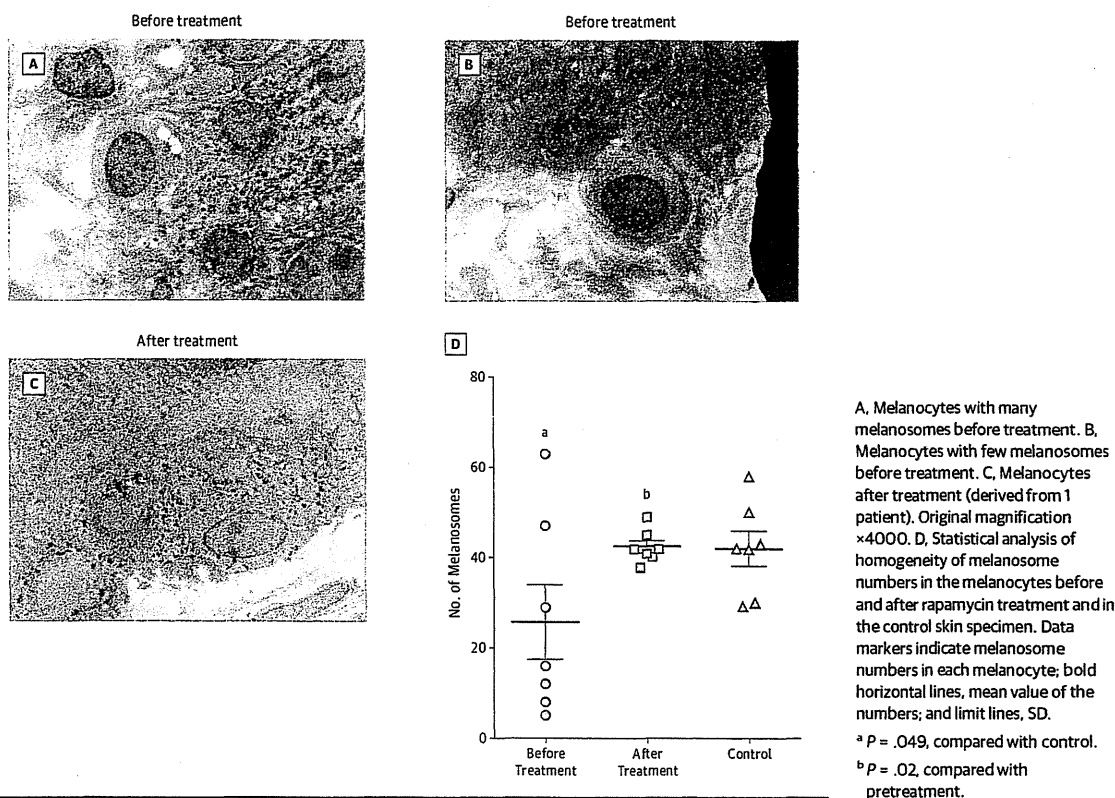 Before treatment
A
Before treatment
B
After treatment
C
D
80
60
40
20
0
No. of Melanosomes
a
b
Before
Treatment
After
Treatment
Control
A, Melanocytes with many
melanosomes before treatment. B,
Melanocytes with few melanosomes
before treatment. C, Melanocytes
after treatment (derived from 1
patient). Original magnification
×4000. D, Statistical analysis of
homogeneity of melanosome
numbers in the melanocytes before
and after rapamycin treatment and in
the control skin specimen. Data
markers indicate melanosome
numbers in each melanocyte; bold
horizontal lines, mean value of the
numbers; and limit lines, SD.
a P = .049, compared with control.
b P = .02, compared with
pretreatment.